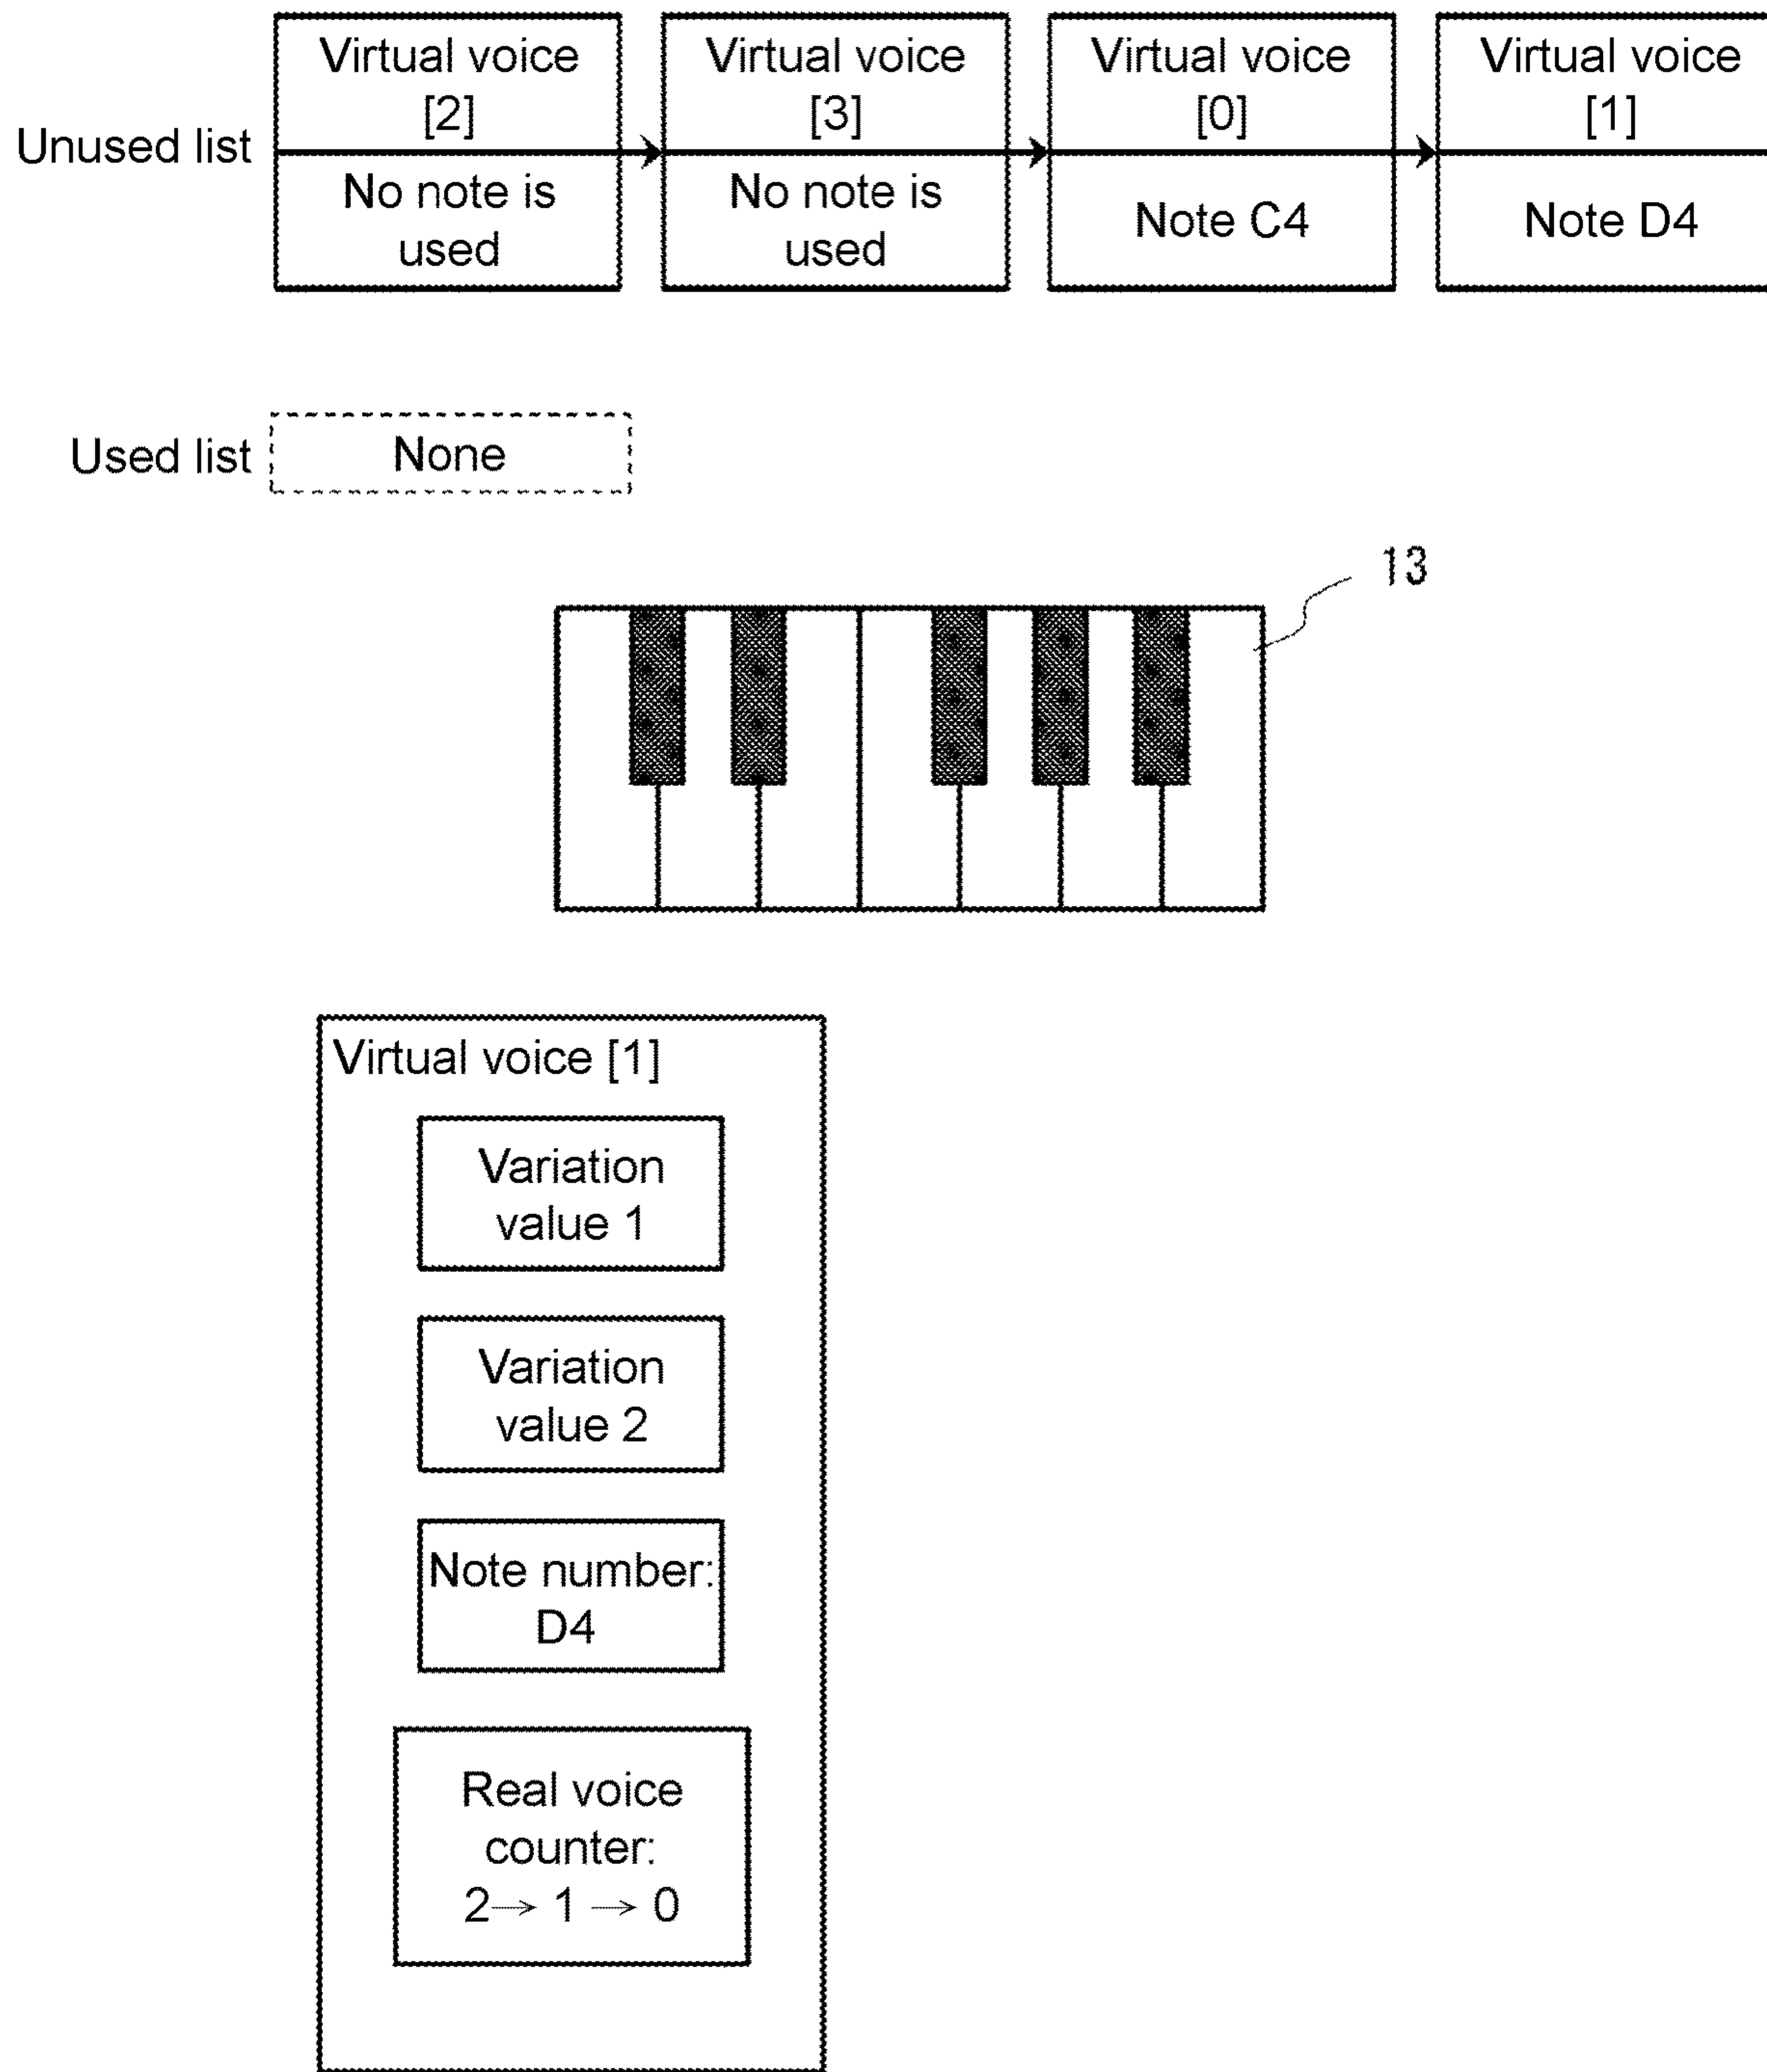 Virtual voice
[2]
Virtual voice
[3]
Virtual voice
[0]
Virtual voice
[1]
Unused list
No note is
used
No note is
used
Note C4
Note D4
Used list
None
13
Virtual voice [1]
Variation
value 1
Variation
value 2
Note number:
D4
Real voice
counter:
2→ 1 → 0